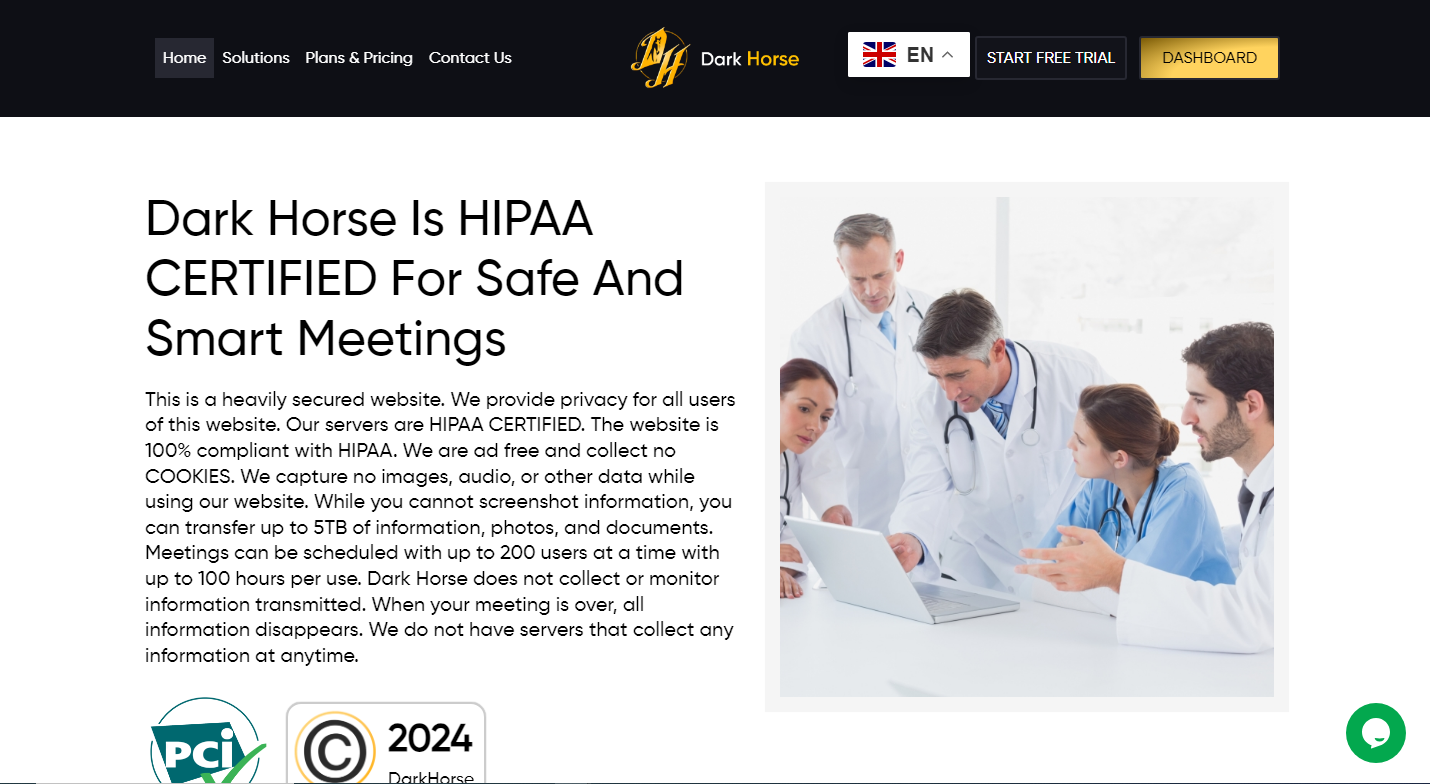 Home Solutions Plans & Pricing Contact Us
DH Dark Horse
EN
START FREE TRIAL
DASHBOARD
Dark Horse Is HIPAA
CERTIFIED For Safe And
Smart Meetings
This is a heavily secured website. We provide privacy for all users
of this website. Our servers are HIPAA CERTIFIED. The website is
100% compliant with HIPAA. We are ad free and collect no
COOKIES. We capture no images, audio, or other data while
using our website. While you cannot screenshot information, you
can transfer up to 5TB of information, photos, and documents.
Meetings can be scheduled with up to 200 users at a time with
up to 100 hours per use. Dark Horse does not collect or monitor
information transmitted. When your meeting is over, all
information disappears. We do not have servers that collect any
information at anytime.
PCi
© 2024
DarkHorse